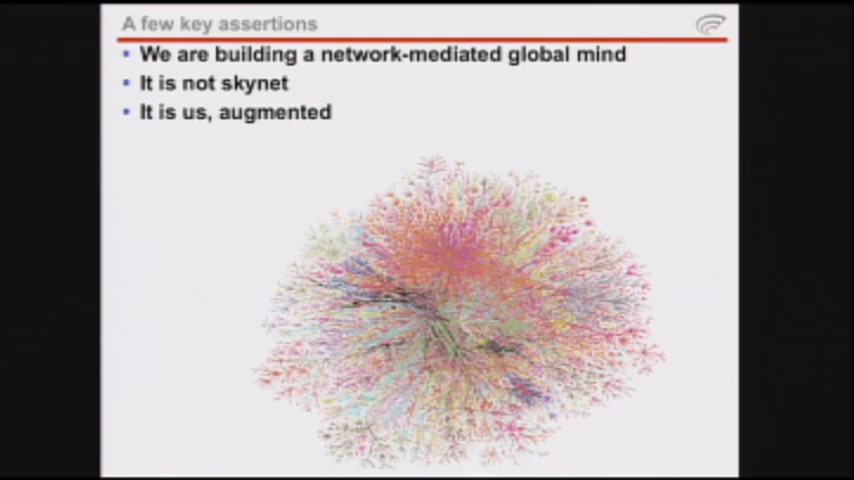 A few key assertions
We are building a network-mediated global mind
It is not skynet
It is us, augmented